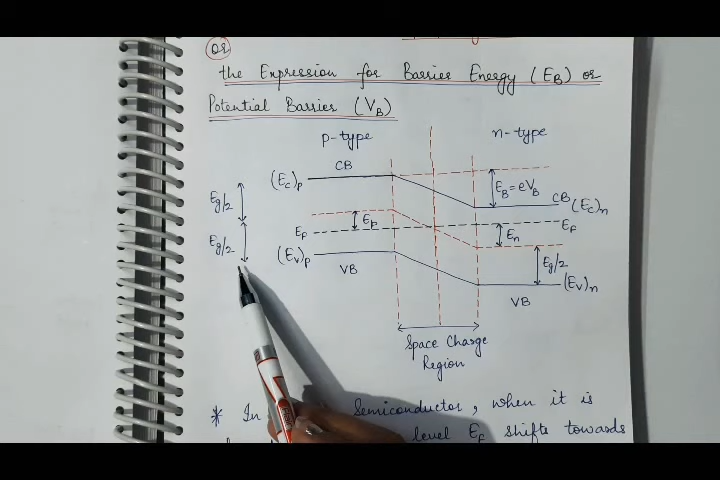 or
the Expression for Barrier Energy (EB) or
Potential Barrier (VB)
p-type
n-type
CB
(Ec)p
EB = eVB
CB (Ec)n
Eg/2
Ep
EF
EF
En
Eg/2
(Ev)p
VB
Eg/2
(Ev)n
VB
Space Charge
Region
* In Semiconductor, when it is
level EF shifts towards